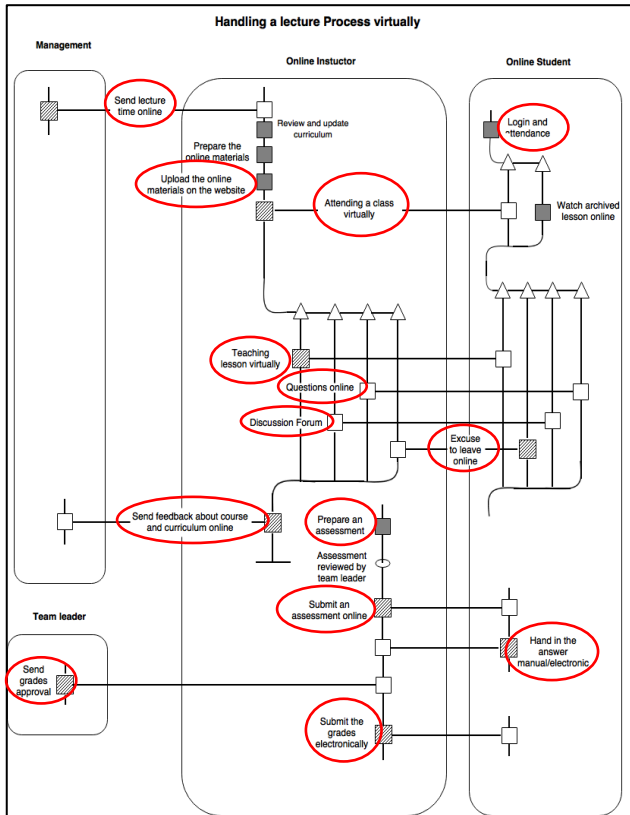 Handling a lecture Process virtually
Management
Online Instuctor
Online Student
Send lecture
time online
Review and update
curriculum
Login and
attendance
Prepare the
online materials
Upload the online
materials on the website
Attending a class
virtually
Watch archived
lesson online
Teaching
lesson virtually
Questions online
Discussion Forum
Excuse
to leave
online
Send feedback about course
and curriculum online
Prepare an
assessment
Assessment
reviewed by
team leader
Submit an
assessment online
Team leader
Hand in the
answer
manual/electronic
Send
grades
approval
Submit the
grades
electronically